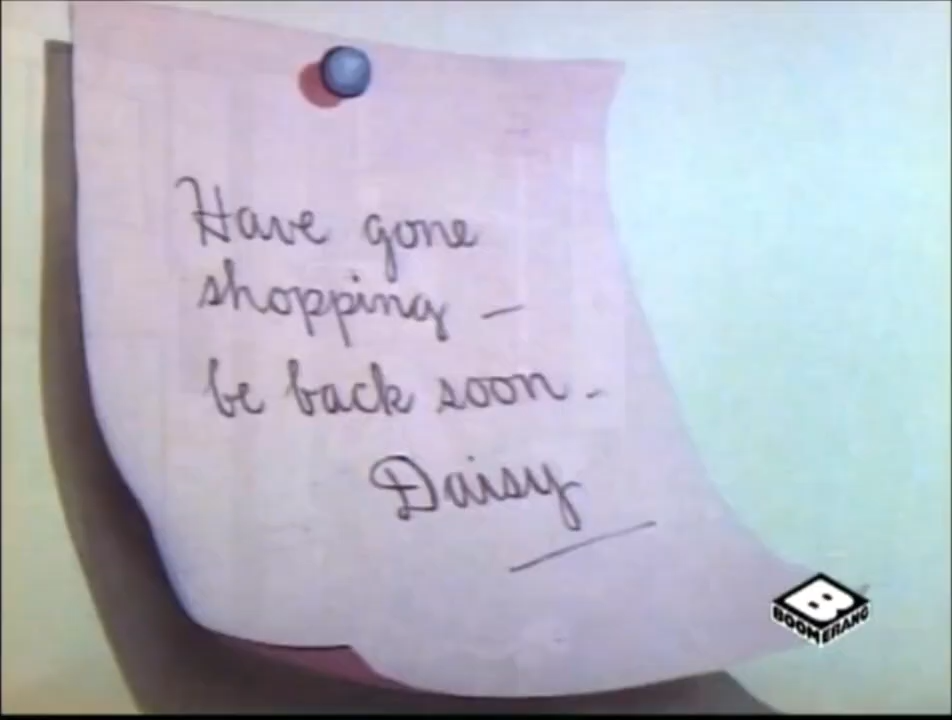 Have gone
shopping —
be back soon -
Daisy
BOOMERANG